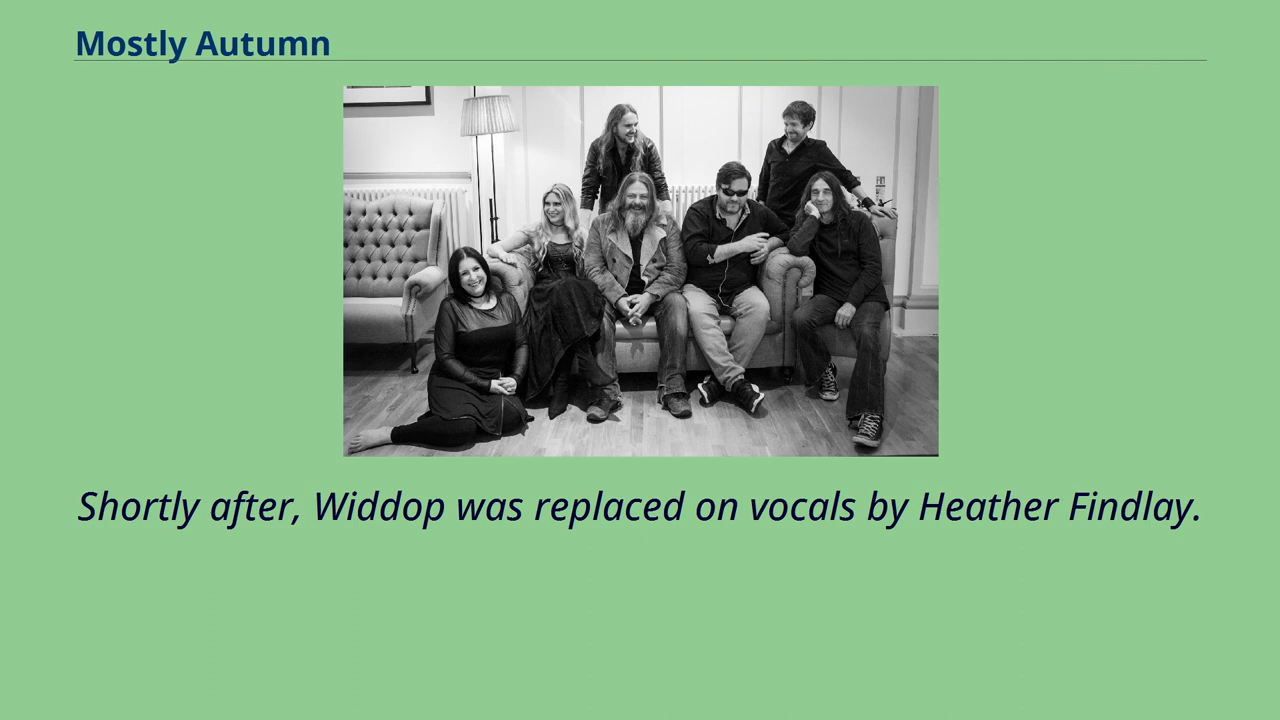 Mostly Autumn
Shortly after, Widdop was replaced on vocals by Heather Findlay.